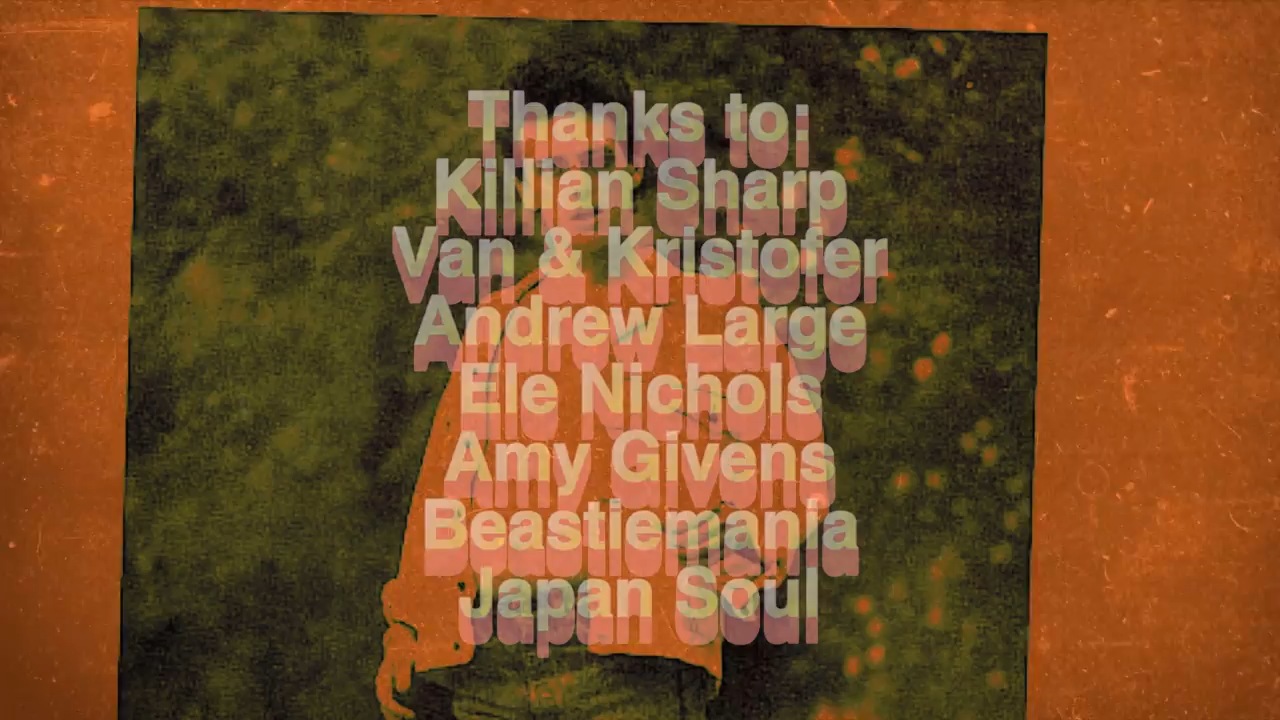 Thanks to:
Killian Sharp
Van & Kristofer
Andrew Large
Ele Nichols
Amy Givens
Beastiemania
Japan Soul